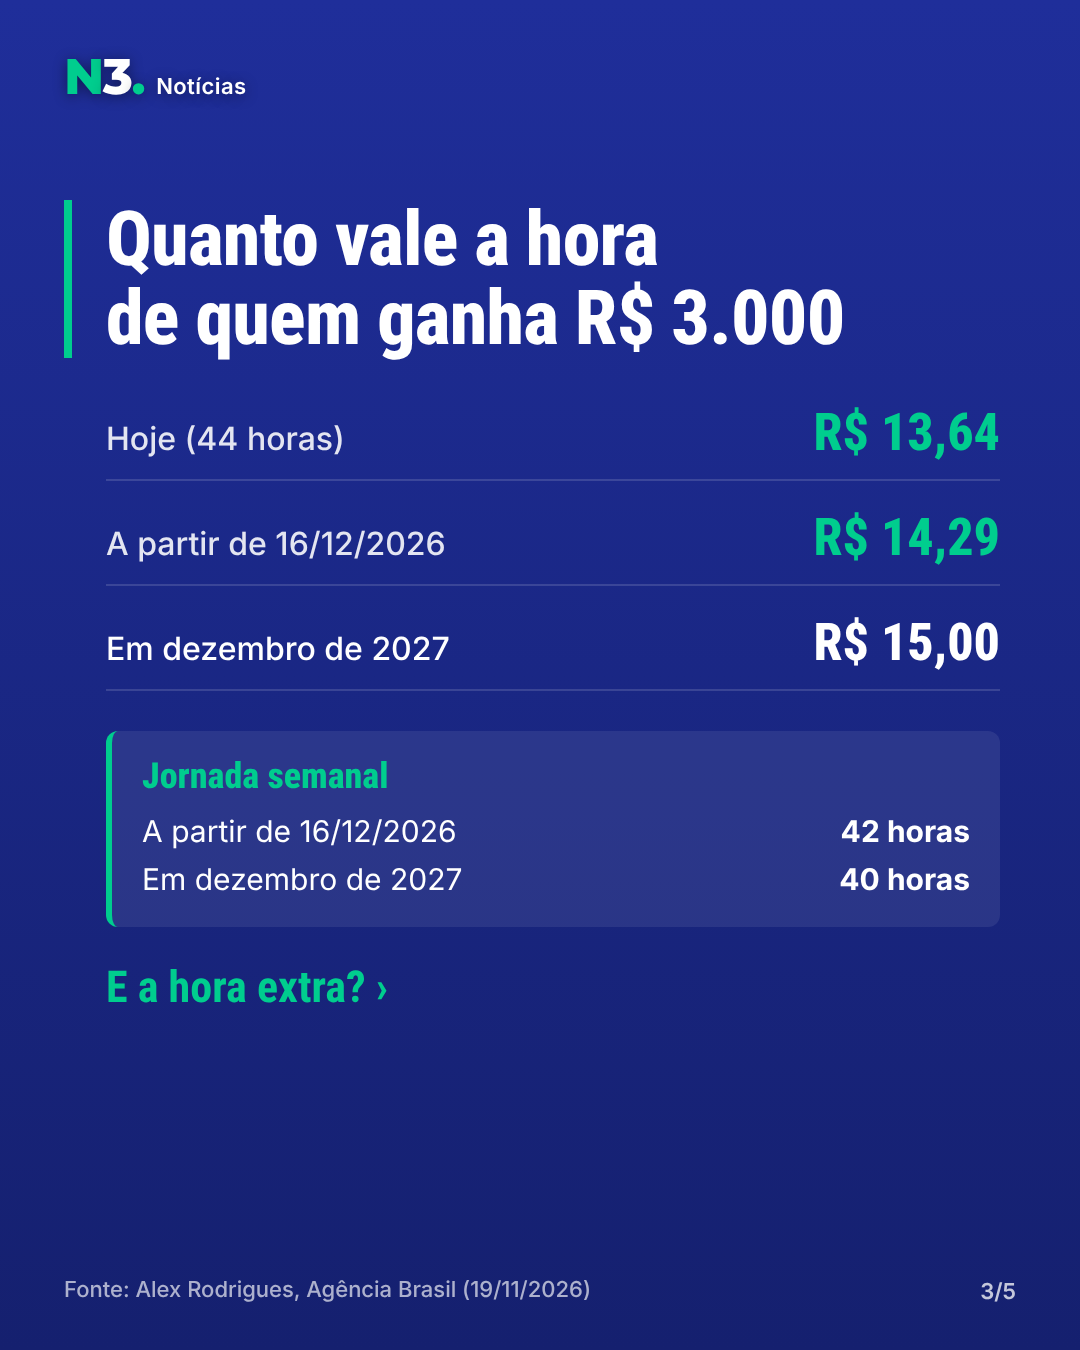 N3. Notícias
Quanto vale a hora
de quem ganha R$ 3.000
Hoje (44 horas) R$ 13,64
A partir de 16/12/2026 R$ 14,29
Em dezembro de 2027 R$ 15,00
Jornada semanal
A partir de 16/12/2026 42 horas
Em dezembro de 2027 40 horas
E a hora extra? ›
Fonte: Alex Rodrigues, Agência Brasil (19/11/2026) 3/5